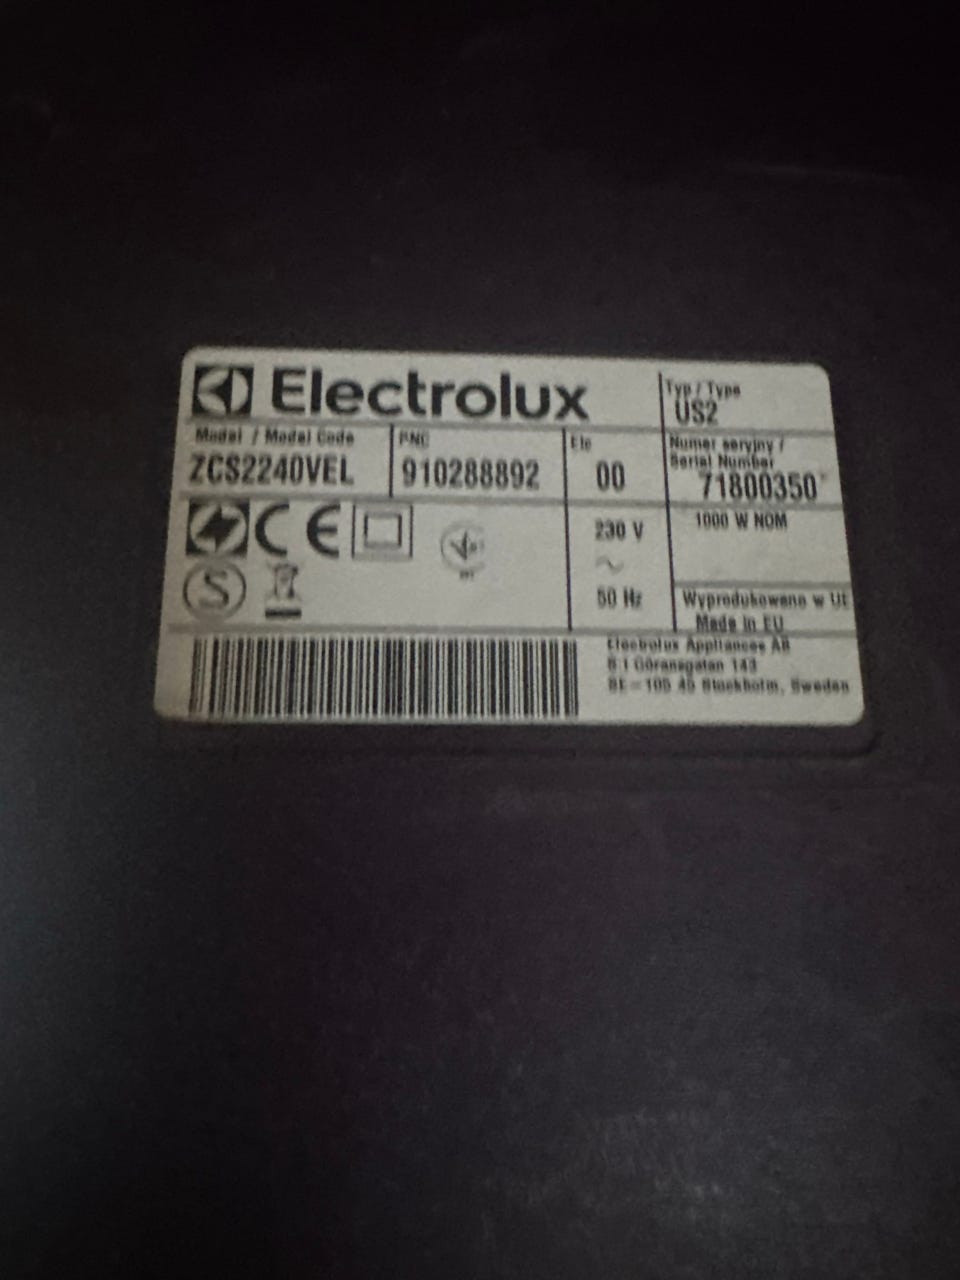 Electrolux
Typ / Type
US2
Model / Model Code
ZCS2240VEL
PNC
910288892
Elc
00
Numer seryjny /
Serial Number
71800350
CE
S
230 V
~
50 Hz
1000 W NOM
Wyprodukowano w UE
Made in EU
Electrolux Appliances AB
S:t Göransgatan 143
SE - 105 45 Stockholm, Sweden